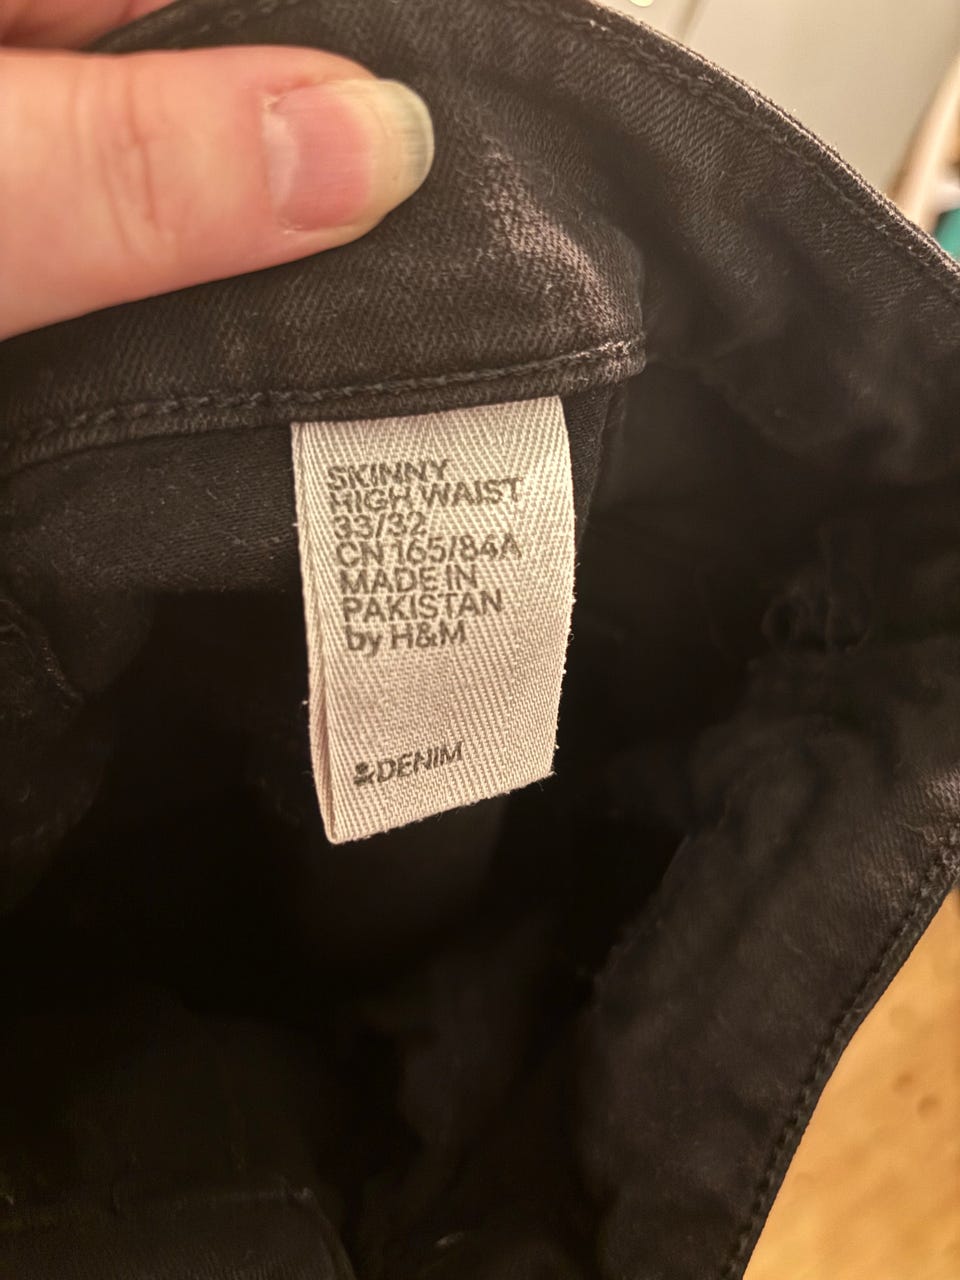 SKINNY
HIGH WAIST
33/32
CN 165/84A
MADE IN
PAKISTAN
by H&M
&DENIM